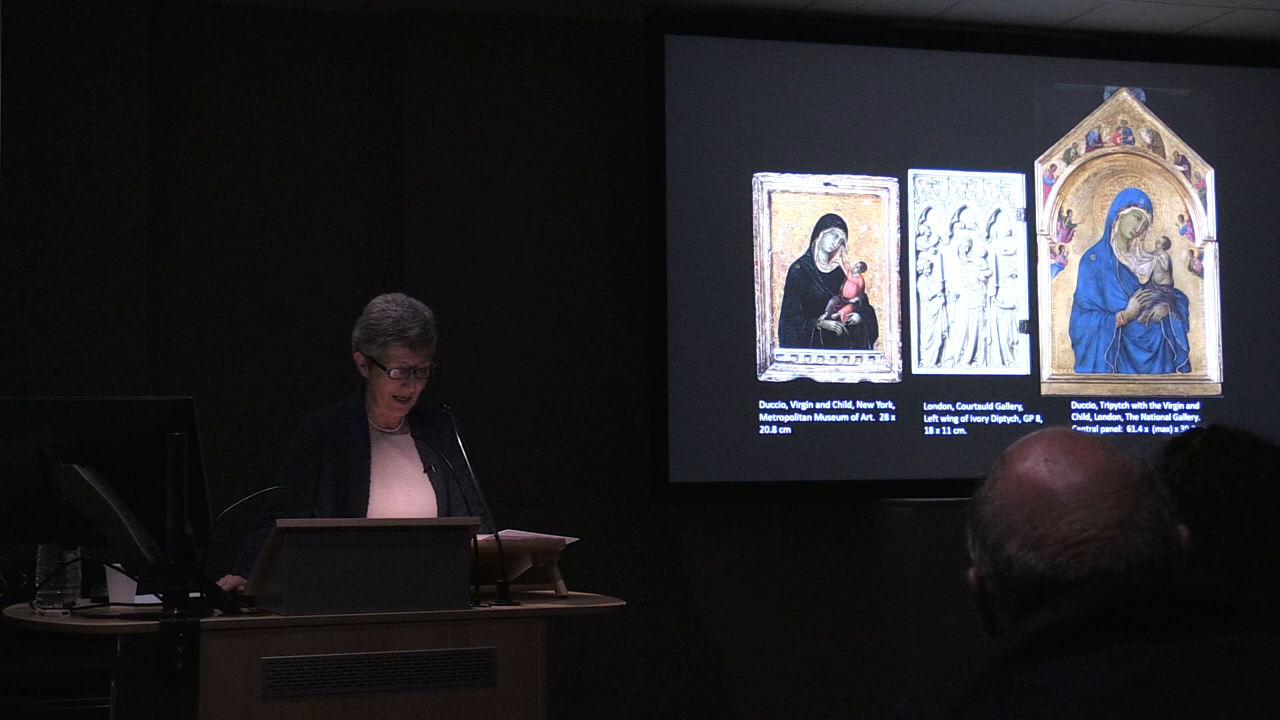 Duccio, Virgin and Child, New York,
Metropolitan Museum of Art. 28 x
20.8 cm
London, Courtauld Gallery,
Left wing of Ivory Diptych, GP 8,
18 x 11 cm.
Duccio, Tripytch with the Virgin and
Child, London, The National Gallery.
Central panel: 61.4 x (max) x